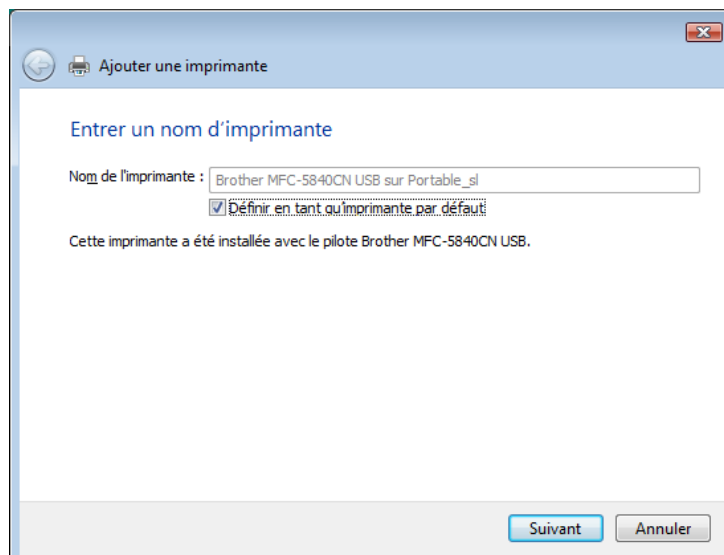 Ajouter une imprimante
Entrer un nom d'imprimante
Nom de l'imprimante : Brother MFC-5840CN USB sur Portable_sl
Définir en tant qu'imprimante par défaut
Cette imprimante a été installée avec le pilote Brother MFC-5840CN USB.
Suivant Annuler